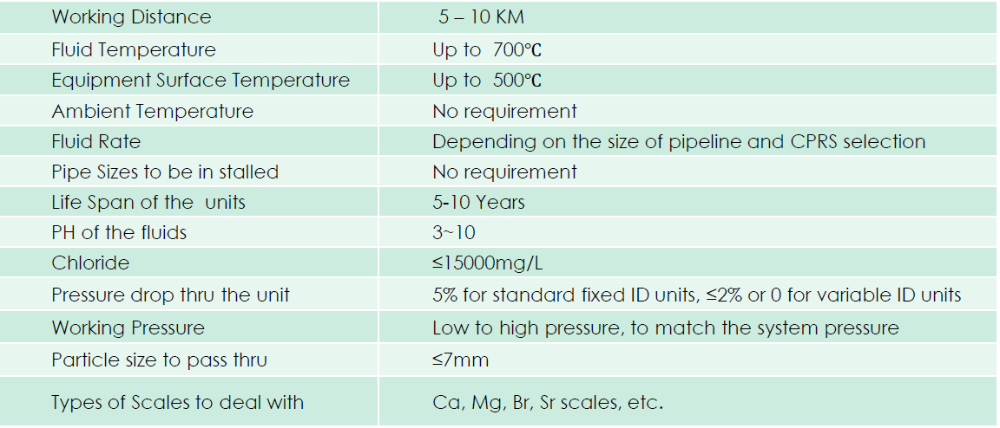 Working Distance 5 – 10 KM
Fluid Temperature Up to 700℃
Equipment Surface Temperature Up to 500℃
Ambient Temperature No requirement
Fluid Rate Depending on the size of pipeline and CPRS selection
Pipe Sizes to be in stalled No requirement
Life Span of the units 5-10 Years
PH of the fluids 3~10
Chloride ≤15000mg/L
Pressure drop thru the unit 5% for standard fixed ID units, ≤2% or 0 for variable ID units
Working Pressure Low to high pressure, to match the system pressure
Particle size to pass thru ≤7mm
Types of Scales to deal with Ca, Mg, Br, Sr scales, etc.